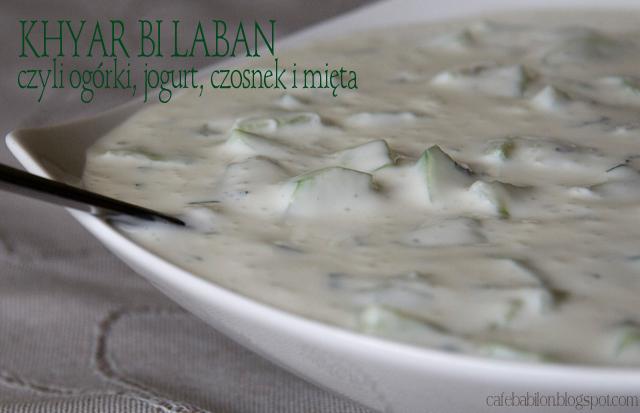 KHYAR BI LABAN
czyli ogórki, jogurt, czosnek i mięta
cafebabilon.blogspot.com